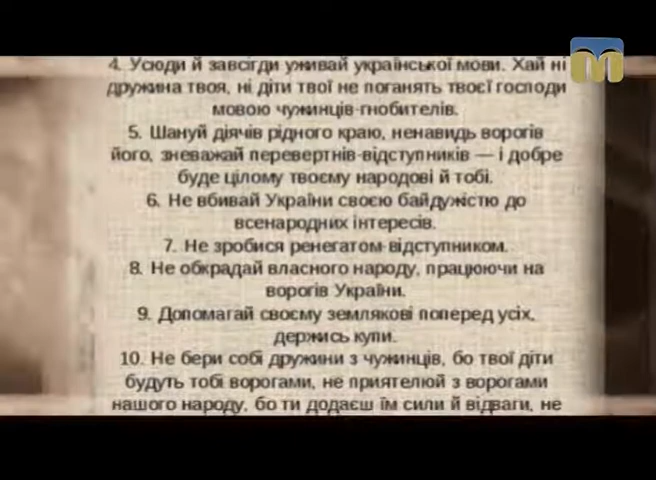 4. Усюди й завсігди уживай української мови. Хай ні
дружина твоя, ні діти твої не поганять твоєї господи
мовою чужинців-гнобителів.
5. Шануй діячів рідного краю, ненавидь ворогів
його, зневажай перевертнів-відступників — і добре
буде цілому твоєму народові й тобі.
6. Не вбивай України своєю байдужістю до
всенародних інтересів.
7. Не зробися ренегатом-відступником.
8. Не обкрадай власного народу, працюючи на
ворогів України.
9. Допомагай своєму землякові поперед усіх,
держись купи.
10. Не бери собі дружини з чужинців, бо твої діти
будуть тобі ворогами, не приятелюй з ворогами
нашого народу, бо ти додаєш їм сили й відваги, не